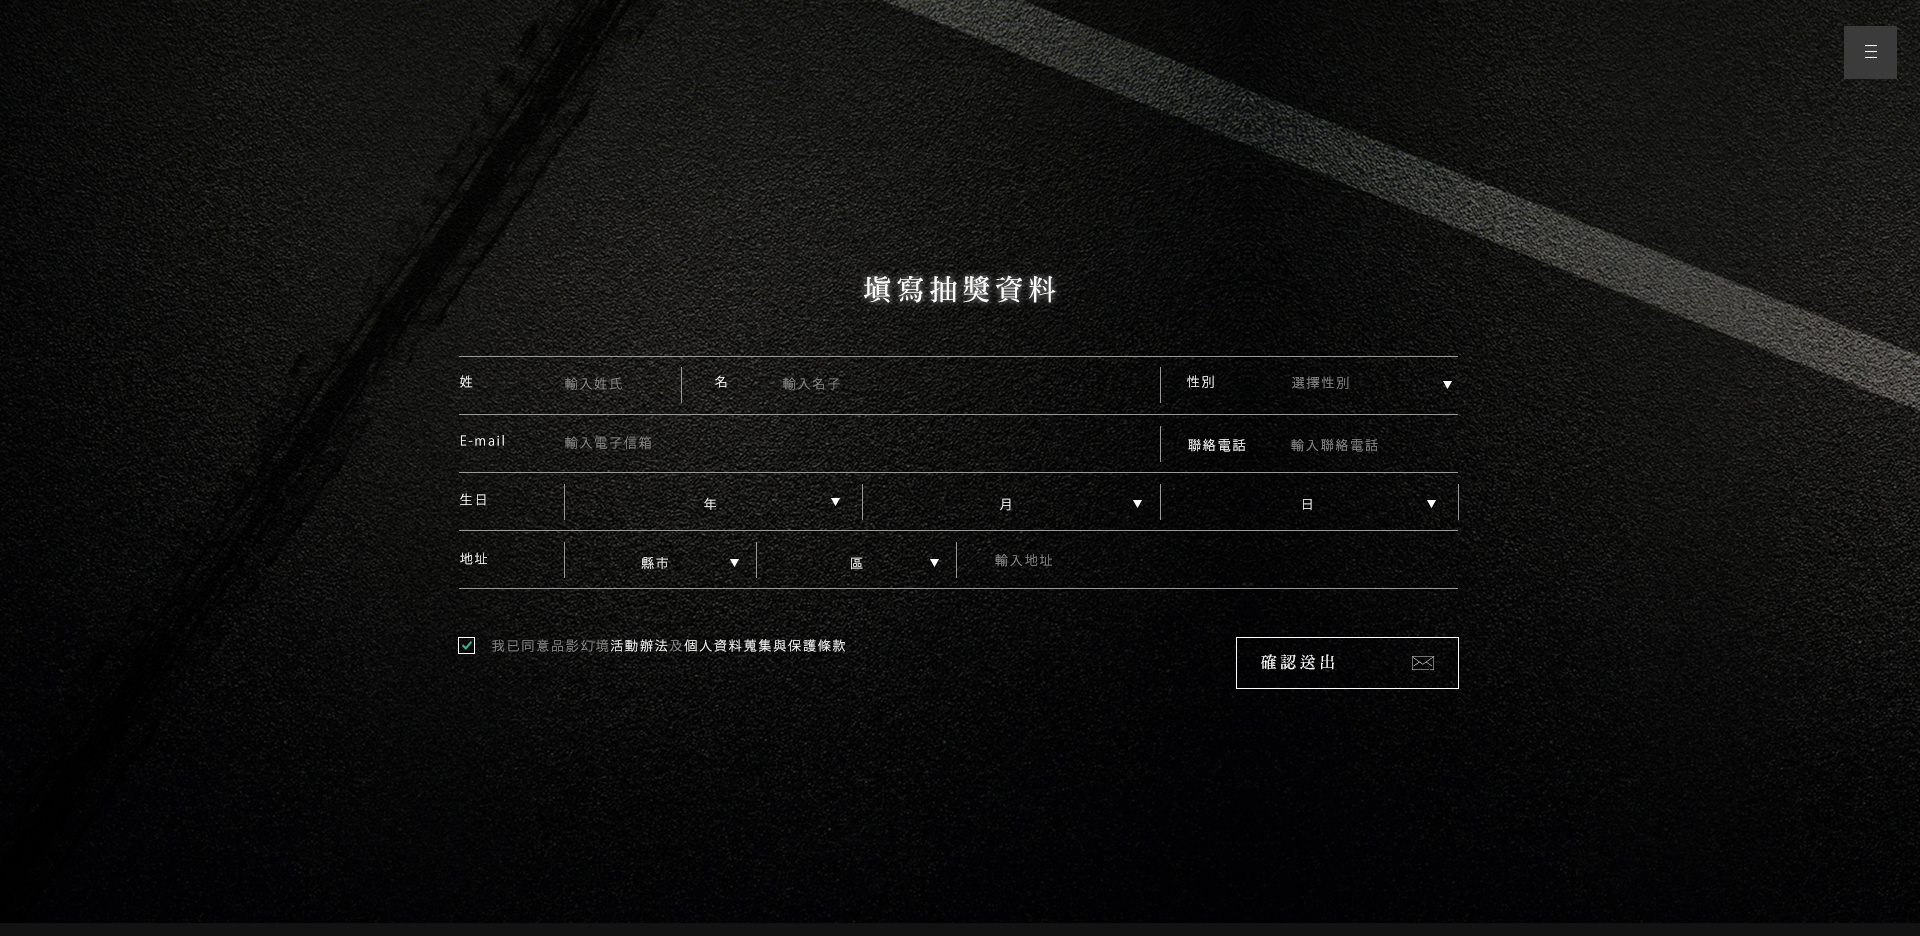 塡寫抽獎資料
姓 輸入姓氏 名 輸入名子 性別 選擇性別
E-mail 輸入電子信箱 聯絡電話 輸入聯絡電話
生日 年 月 日
地址 縣市 區 輸入地址
我已同意品影幻境活動辦法及個人資料蒐集與保護條款
確認送出